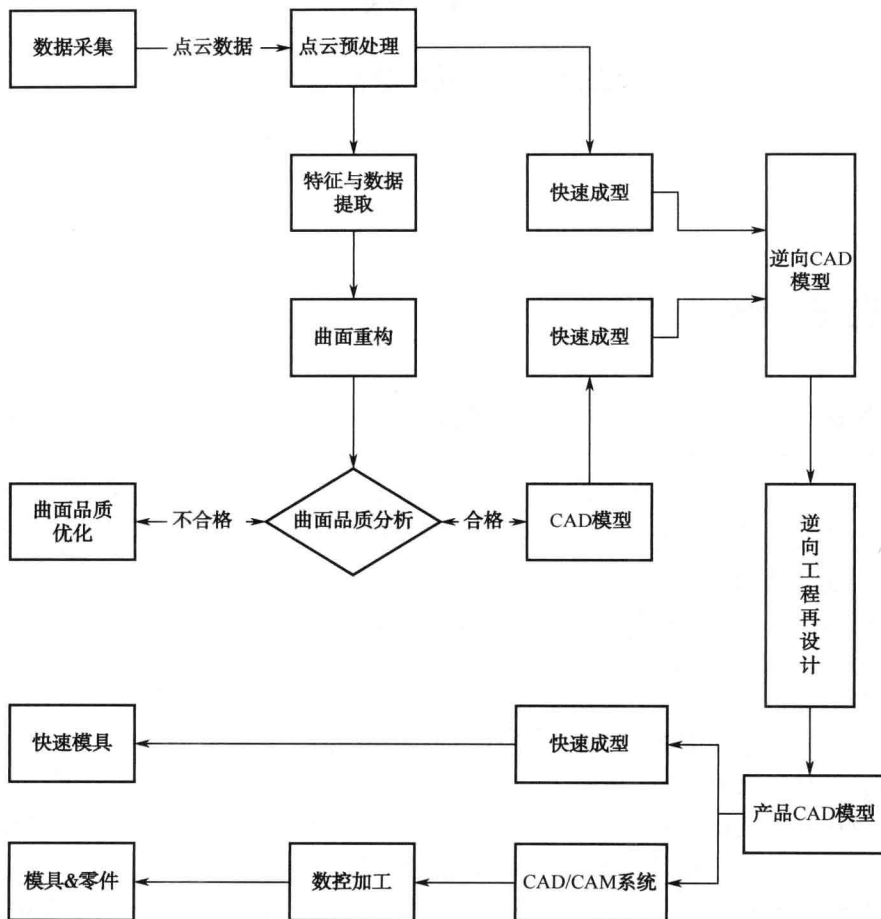 数据采集
点云数据
点云预处理
特征与数据
提取
快速成型
逆向CAD
模型
曲面重构
快速成型
曲面品质
优化
不合格
曲面品质分析
合格
CAD模型
逆向工程再设计
快速模具
快速成型
产品CAD模型
模具&零件
数控加工
CAD/CAM系统